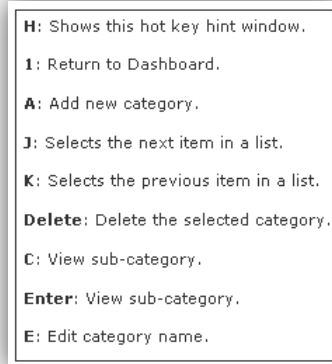 H: Shows this hot key hint window.
1: Return to Dashboard.
A: Add new category.
J: Selects the next item in a list.
K: Selects the previous item in a list.
Delete: Delete the selected category.
C: View sub-category.
Enter: View sub-category.
E: Edit category name.